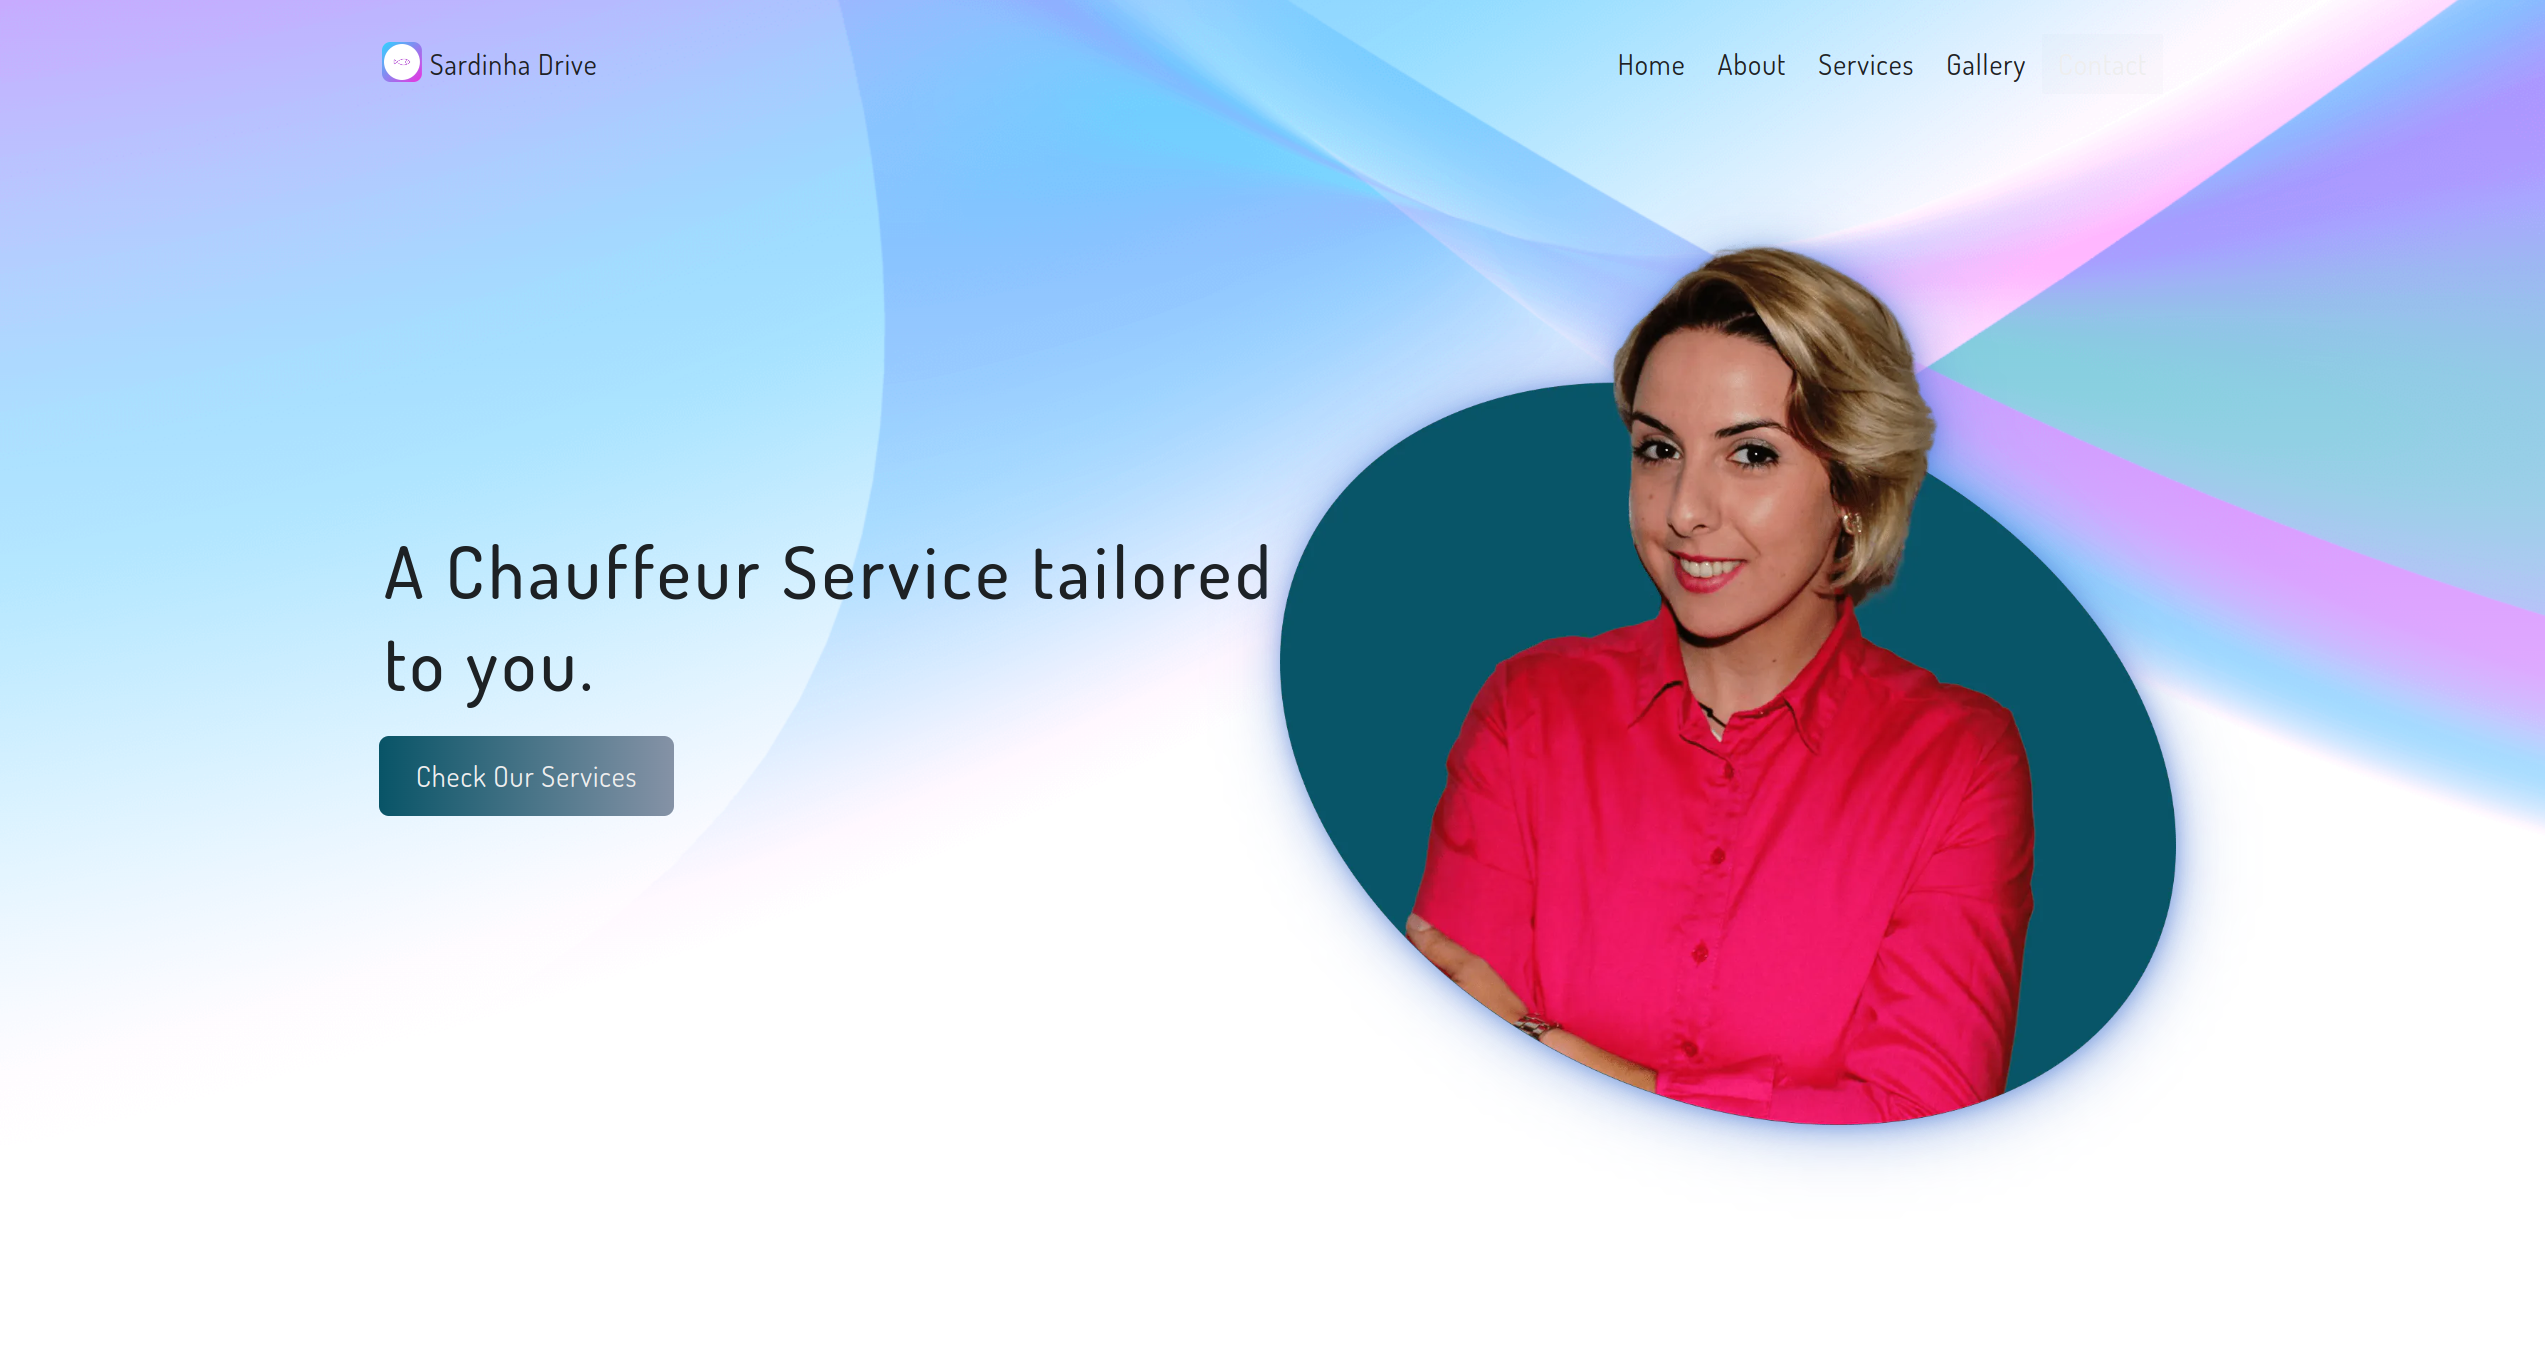 Sardinha Drive
Home About Services Gallery Contact
A Chauffeur Service tailored
to you.
Check Our Services